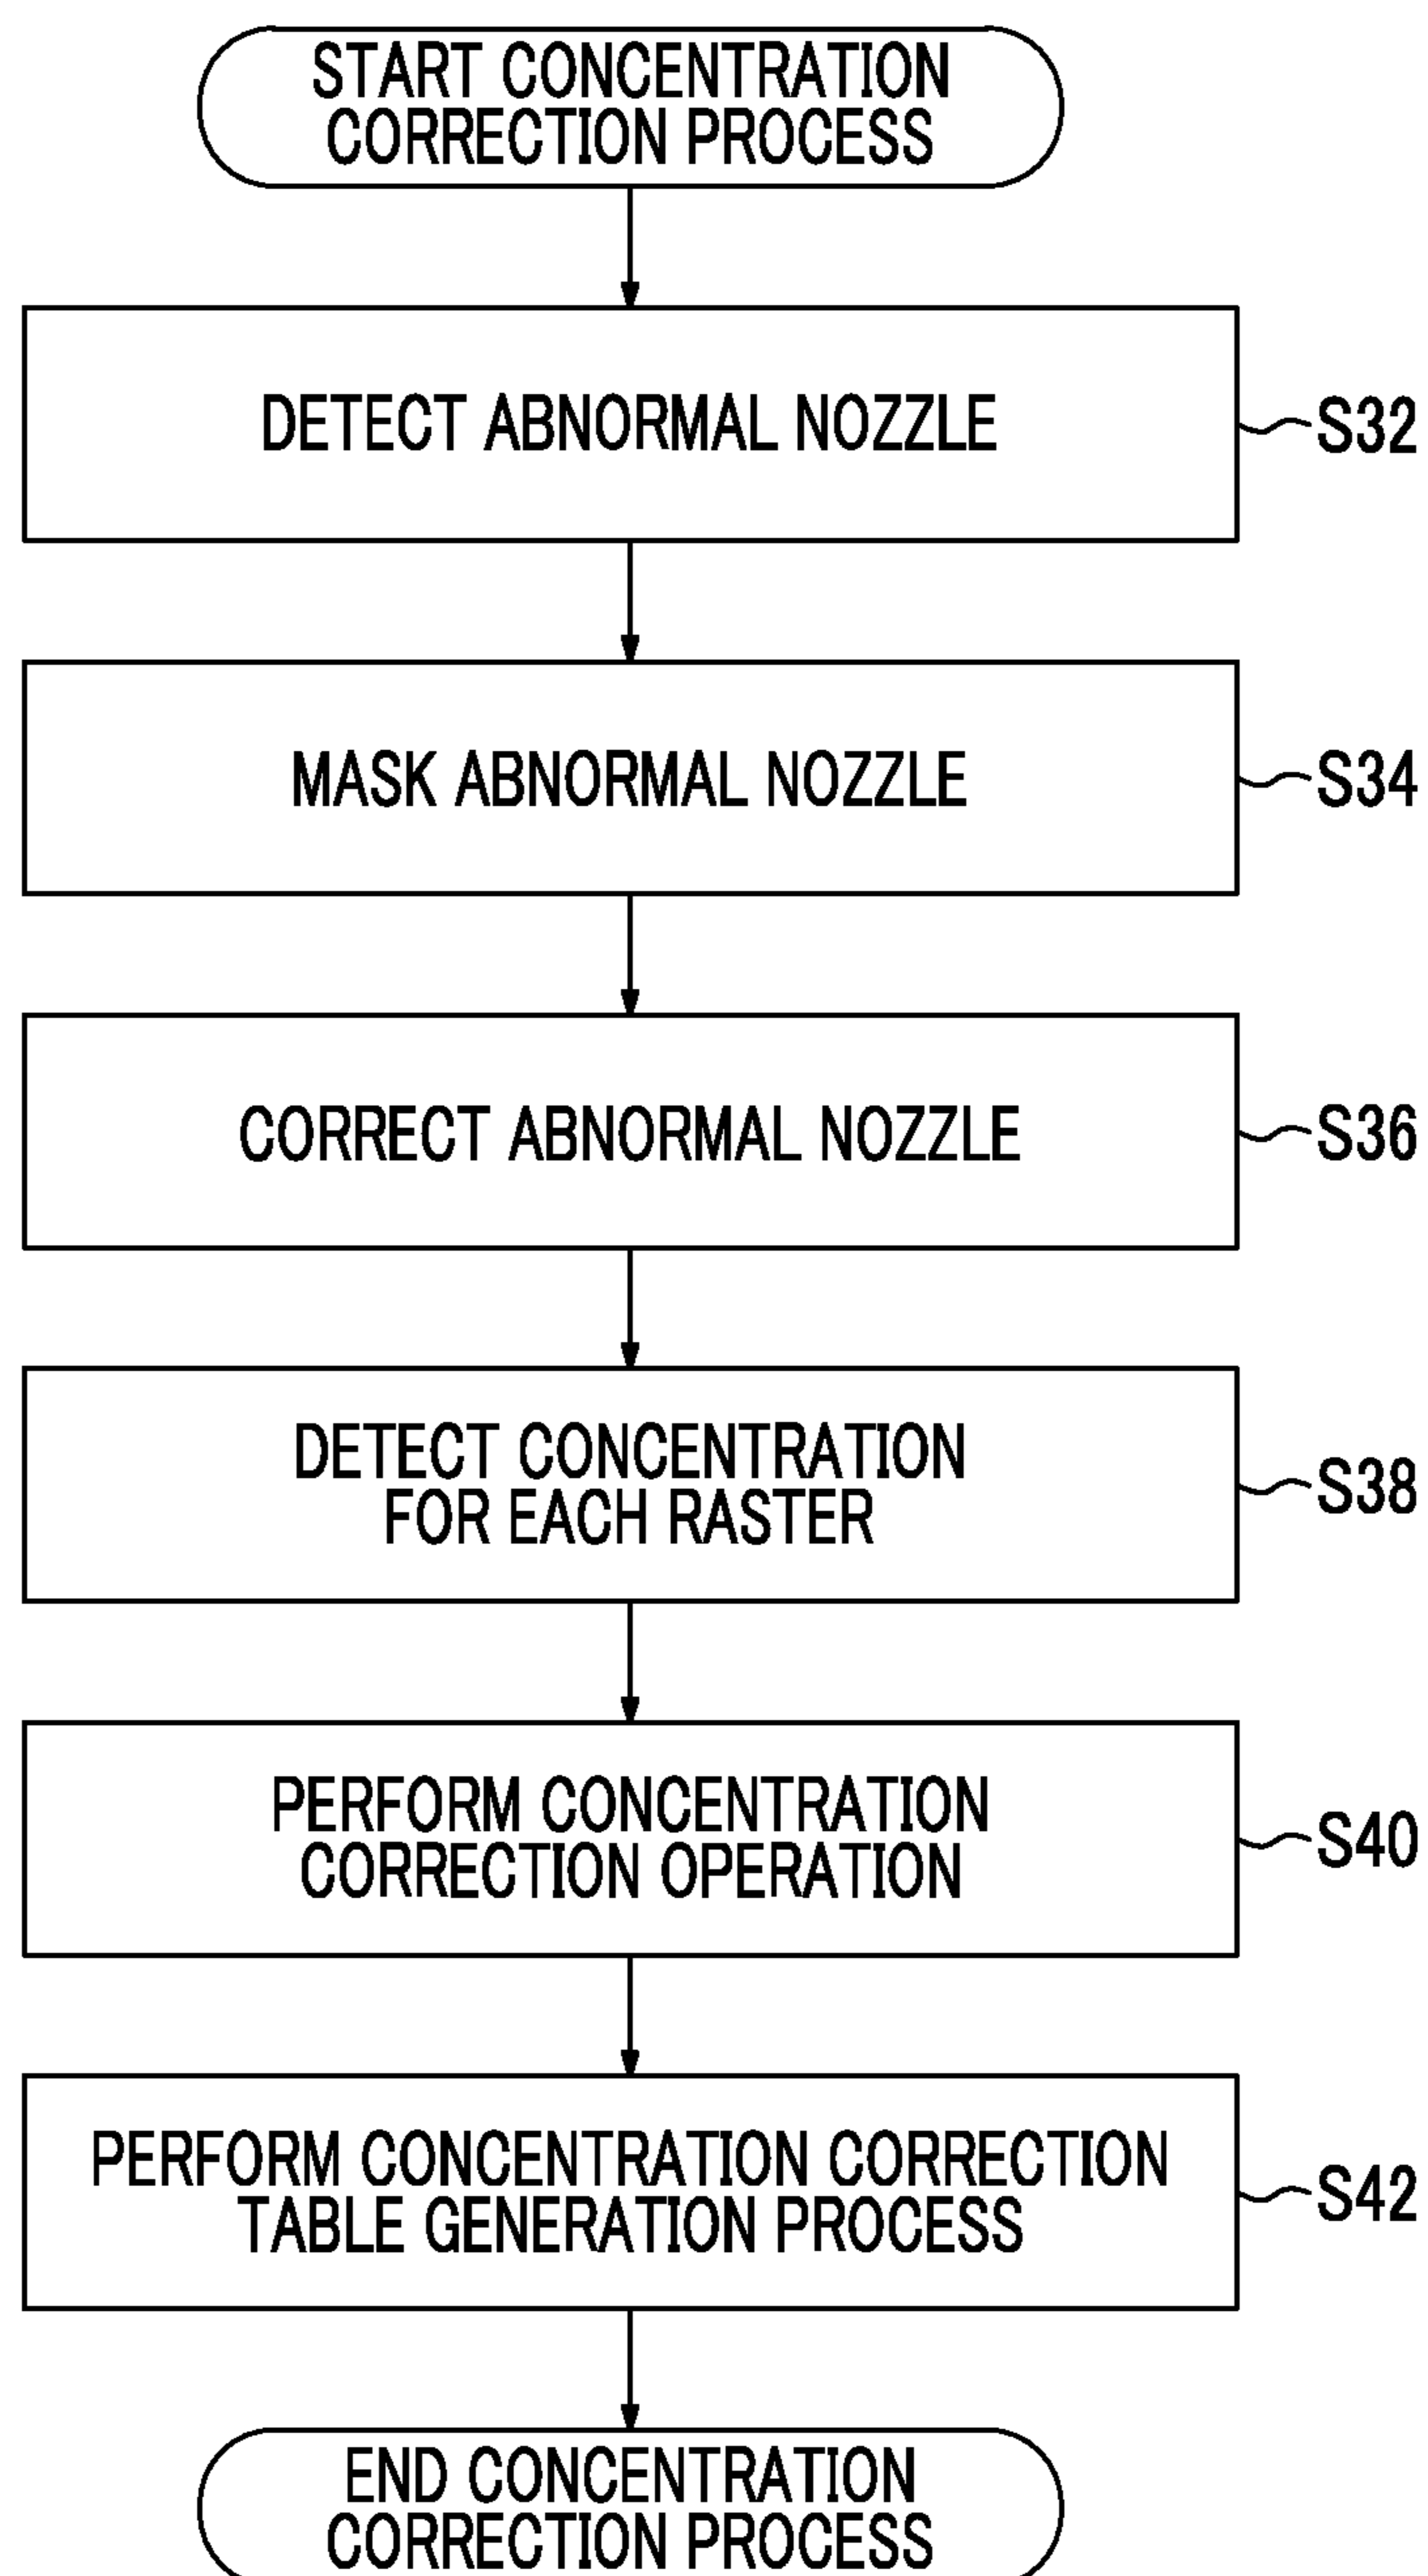 START CONCENTRATION
CORRECTION PROCESS
DETECT ABNORMAL NOZZLE
S32
MASK ABNORMAL NOZZLE
S34
CORRECT ABNORMAL NOZZLE
S36
DETECT CONCENTRATION
FOR EACH RASTER
S38
PERFORM CONCENTRATION
CORRECTION OPERATION
S40
PERFORM CONCENTRATION CORRECTION
TABLE GENERATION PROCESS
S42
END CONCENTRATION
CORRECTION PROCESS